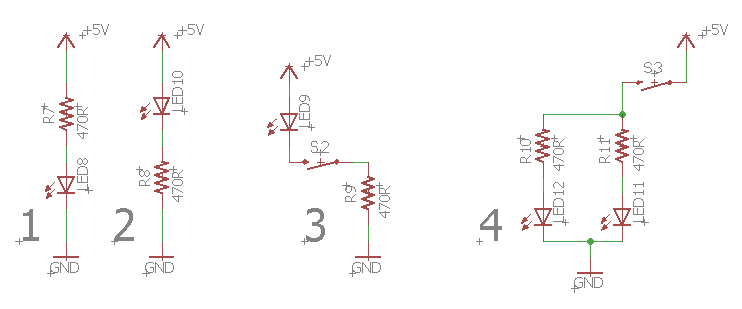 +5V
R7
470R
LED8
1
GND
+5V
LED10
R8
470R
2
GND
+5V
LED9
S2
R9
470R
3
GND
+5V
S3
R10
470R
R11
470R
LED12
LED11
4
GND